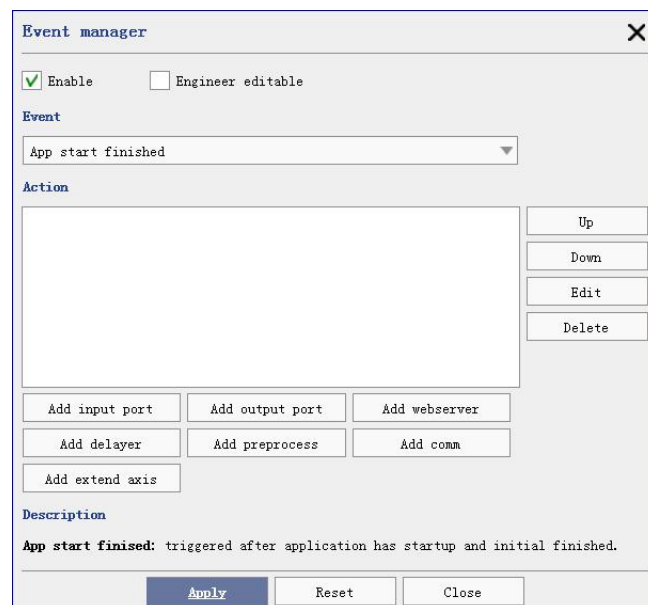 Event manager
Enable
Engineer editable
Event
App start finished
Action
Up
Down
Edit
Delete
Add input port
Add output port
Add webserver
Add delayer
Add preprocess
Add comm
Add extend axis
Description
App start finised: triggered after application has startup and initial finished.
Apply
Reset
Close